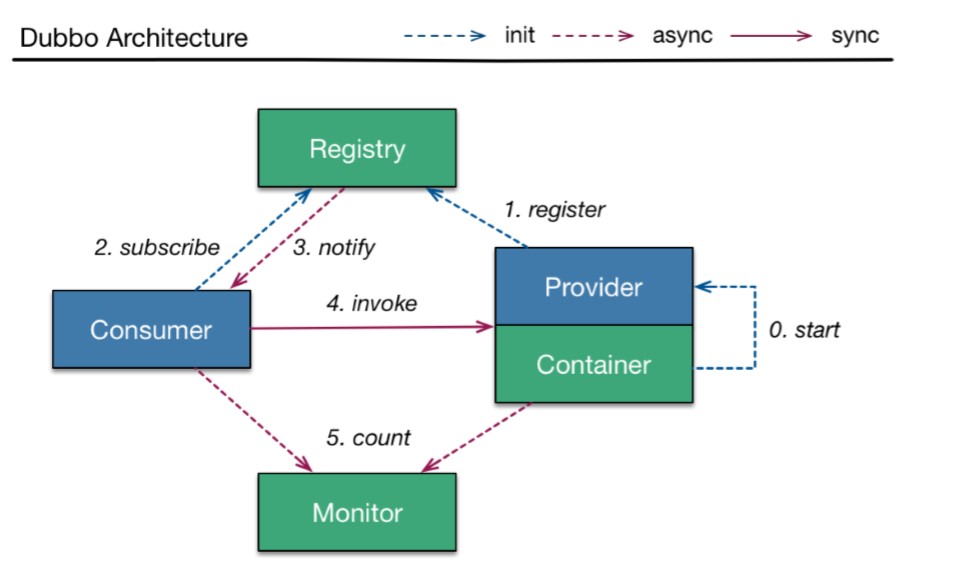 Dubbo Architecture
init
async
sync
Registry
1. register
2. subscribe
3. notify
Provider
4. invoke
Consumer
0. start
Container
5. count
Monitor